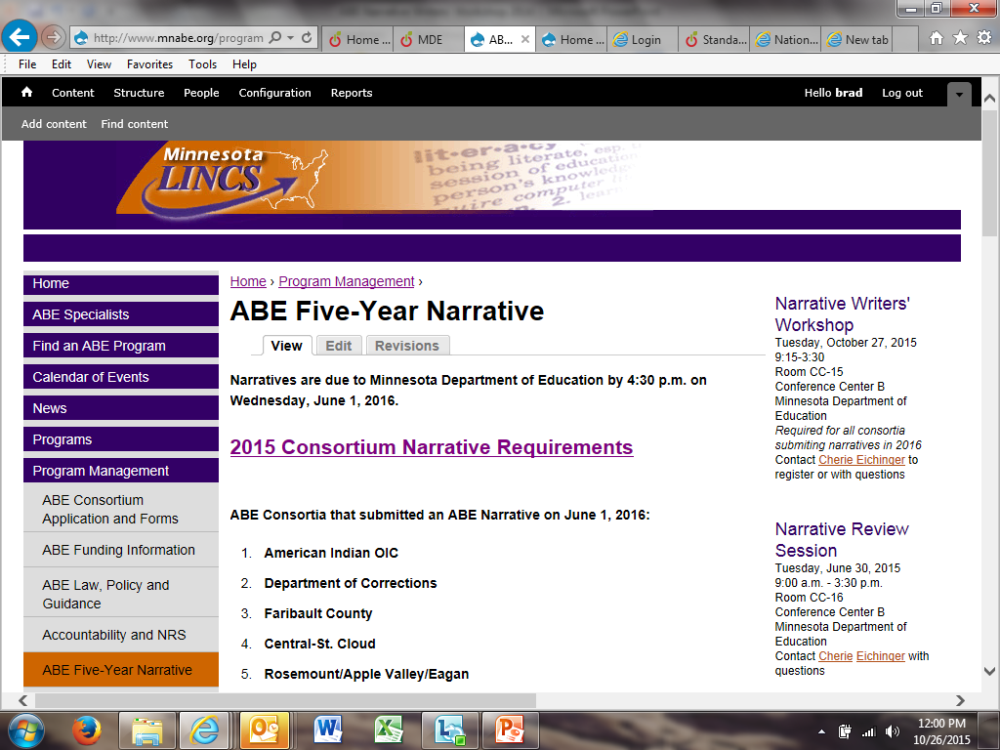 http://www.mnabe.org/program
Home ...
MDE
AB...
Home ...
Login
Standa...
Nation...
New tab
File Edit View Favorites Tools Help
Content Structure People Configuration Reports
Hello brad Log out
Add content Find content
Minnesota
LINCS
lit·er·a·cy
being literate, esp.
session of education
person's knowledge
computer
2.
Home
ABE Specialists
Find an ABE Program
Calendar of Events
News
Programs
Program Management
ABE Consortium
Application and Forms
ABE Funding Information
ABE Law, Policy and
Guidance
Accountability and NRS
ABE Five-Year Narrative
Home › Program Management ›
ABE Five-Year Narrative
View Edit Revisions
Narratives are due to Minnesota Department of Education by 4:30 p.m. on
Wednesday, June 1, 2016.
2015 Consortium Narrative Requirements
ABE Consortia that submitted an ABE Narrative on June 1, 2016:
1. American Indian OIC
2. Department of Corrections
3. Faribault County
4. Central-St. Cloud
5. Rosemount/Apple Valley/Eagan
Narrative Writers'
Workshop
Tuesday, October 27, 2015
9:15-3:30
Room CC-15
Conference Center B
Minnesota Department of
Education
Required for all consortia
submiting narratives in 2016
Contact Cherie Eichinger to
register or with questions
Narrative Review
Session
Tuesday, June 30, 2015
9:00 a.m. - 3:30 p.m.
Room CC-16
Conference Center B
Minnesota Department of
Education
Contact Cherie Eichinger with
questions
12:00 PM
10/26/2015